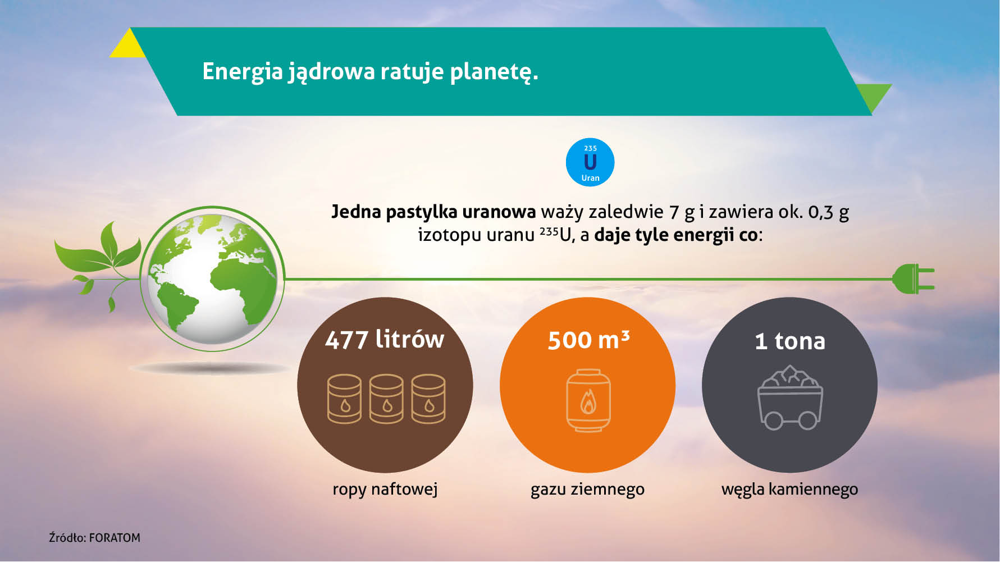 Energia jądrowa ratuje planetę.
235
U
Uran
Jedna pastylka uranowa waży zaledwie 7 g i zawiera ok. 0,3 g
izotopu uranu ²³⁵U, a daje tyle energii co:
477 litrów
ropy naftowej
500 m³
gazu ziemnego
1 tona
węgla kamiennego
Źródło: FORATOM